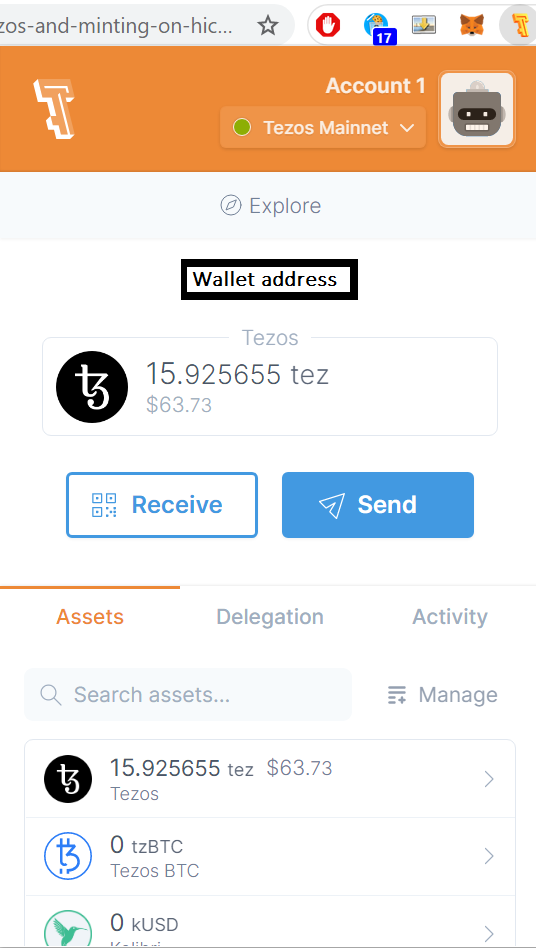 zos-and-minting-on-hic...
17
Account 1
Tezos Mainnet
Explore
Wallet address
Tezos
15.925655 tez
$63.73
Receive
Send
Assets
Delegation
Activity
Search assets...
Manage
15.925655 tez $63.73
Tezos
0 tzBTC
Tezos BTC
0 kUSD
Kolibri